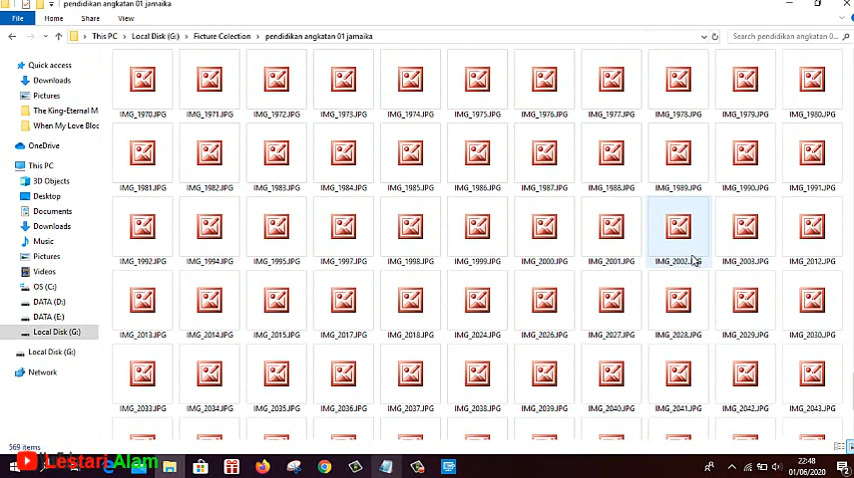 pendidikan angkatan 01 jamaika
File Home Share View
This PC Local Disk (G:) Ficture Colection pendidikan angkatan 01 jamaika
Search pendidikan angkatan 0...
Quick access
Downloads
Pictures
The King-Eternal M
When My Love Bloo
OneDrive
This PC
3D Objects
Desktop
Documents
Downloads
Music
Pictures
Videos
OS (C:)
DATA (D:)
DATA (E:)
Local Disk (G:)
Local Disk (G:)
Network
IMG_1970.JPG IMG_1971.JPG IMG_1972.JPG IMG_1973.JPG IMG_1974.JPG IMG_1975.JPG IMG_1976.JPG IMG_1977.JPG IMG_1978.JPG IMG_1979.JPG IMG_1980.JPG
IMG_1981.JPG IMG_1982.JPG IMG_1983.JPG IMG_1984.JPG IMG_1985.JPG IMG_1986.JPG IMG_1987.JPG IMG_1988.JPG IMG_1989.JPG IMG_1990.JPG IMG_1991.JPG
IMG_1992.JPG IMG_1994.JPG IMG_1995.JPG IMG_1997.JPG IMG_1998.JPG IMG_1999.JPG IMG_2000.JPG IMG_2001.JPG IMG_2002.JPG IMG_2003.JPG IMG_2012.JPG
IMG_2013.JPG IMG_2014.JPG IMG_2015.JPG IMG_2017.JPG IMG_2018.JPG IMG_2024.JPG IMG_2026.JPG IMG_2027.JPG IMG_2028.JPG IMG_2029.JPG IMG_2030.JPG
IMG_2033.JPG IMG_2034.JPG IMG_2035.JPG IMG_2036.JPG IMG_2037.JPG IMG_2038.JPG IMG_2039.JPG IMG_2040.JPG IMG_2041.JPG IMG_2042.JPG IMG_2043.JPG
569 items
Lestari Alam
22:48
01/06/2020
2